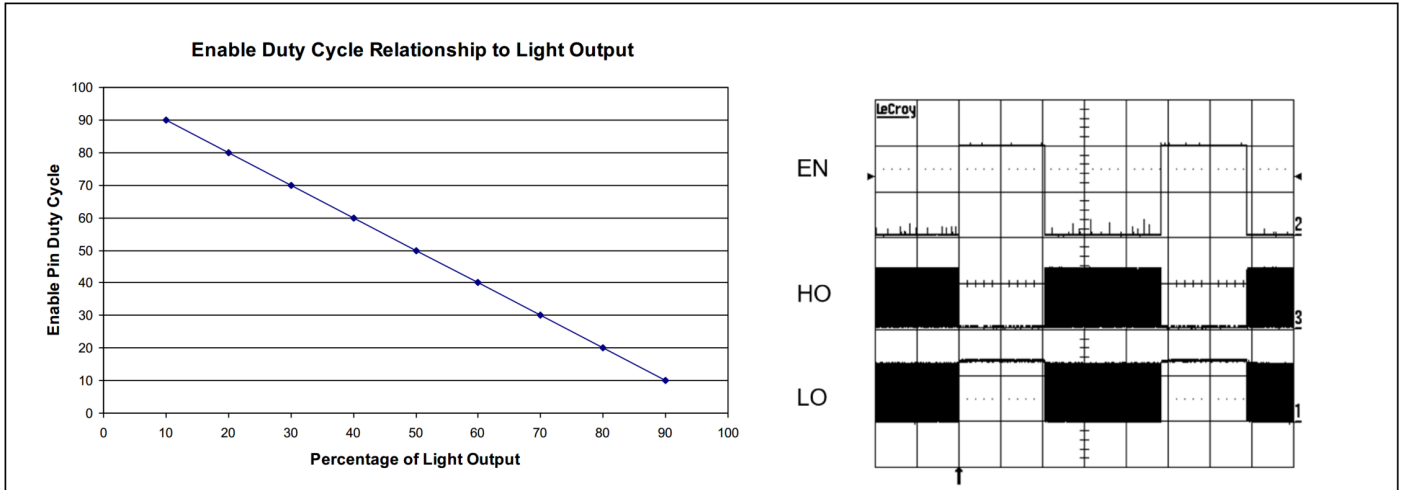 Enable Duty Cycle Relationship to Light Output
Enable Pin Duty Cycle
100
90
80
70
60
50
40
30
20
10
0
0 10 20 30 40 50 60 70 80 90 100
Percentage of Light Output
LeCroy
EN
2
HO
3
LO
1